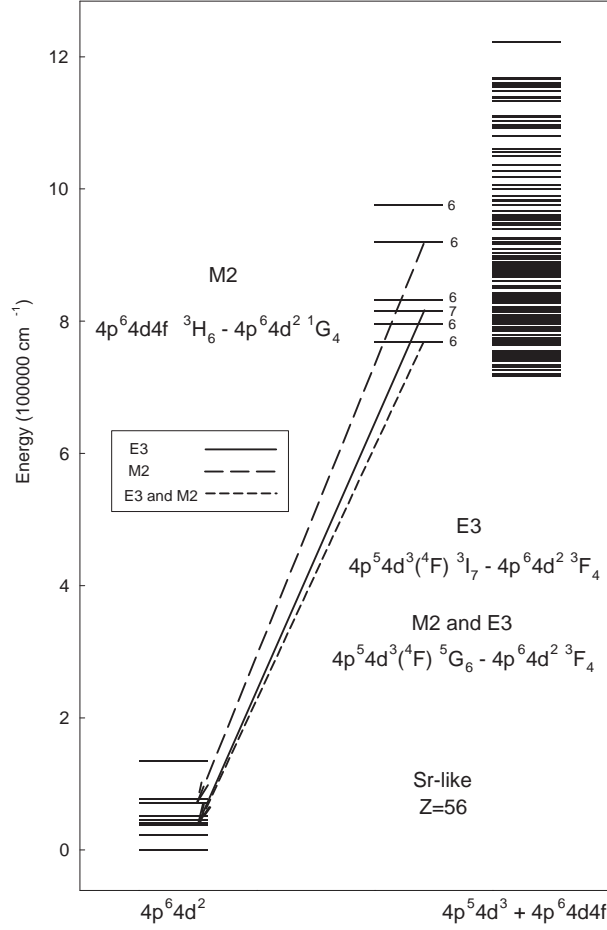 12
10
8
6
4
2
0
Energy (100000 cm⁻¹)
6
6
6
7
6
6
M2
4p⁶4d4f ³H₆ - 4p⁶4d² ¹G₄
E3
M2
E3 and M2
E3
4p⁵4d³(⁴F) ³I₇ - 4p⁶4d² ³F₄
M2 and E3
4p⁵4d³(⁴F) ⁵G₆ - 4p⁶4d² ³F₄
Sr-like
Z=56
4p⁶4d²
4p⁵4d³ + 4p⁶4d4f